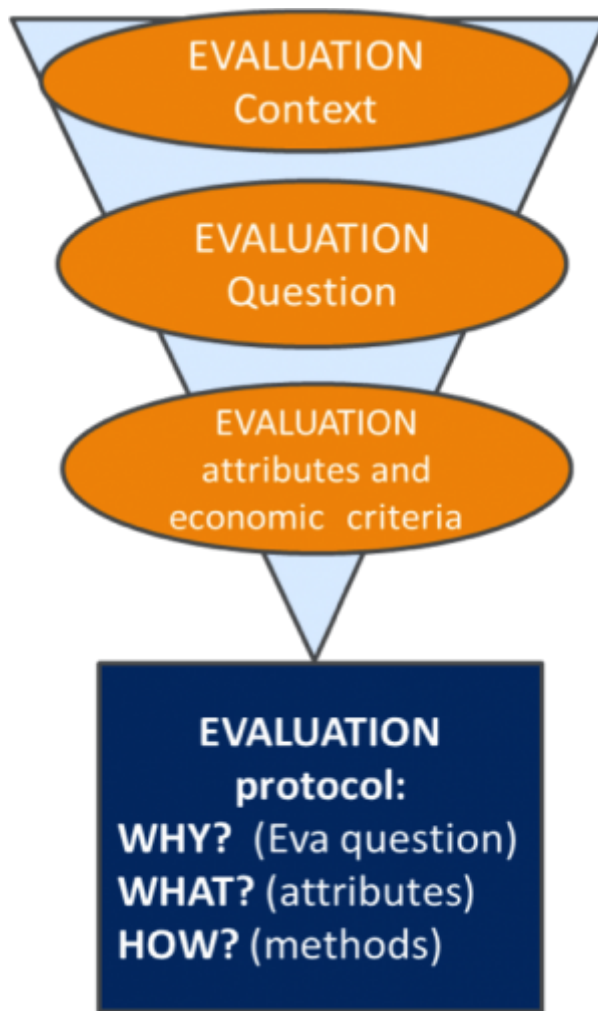 EVALUATION
Context
EVALUATION
Question
EVALUATION
attributes and
economic criteria
EVALUATION
protocol:
WHY? (Eva question)
WHAT? (attributes)
HOW? (methods)